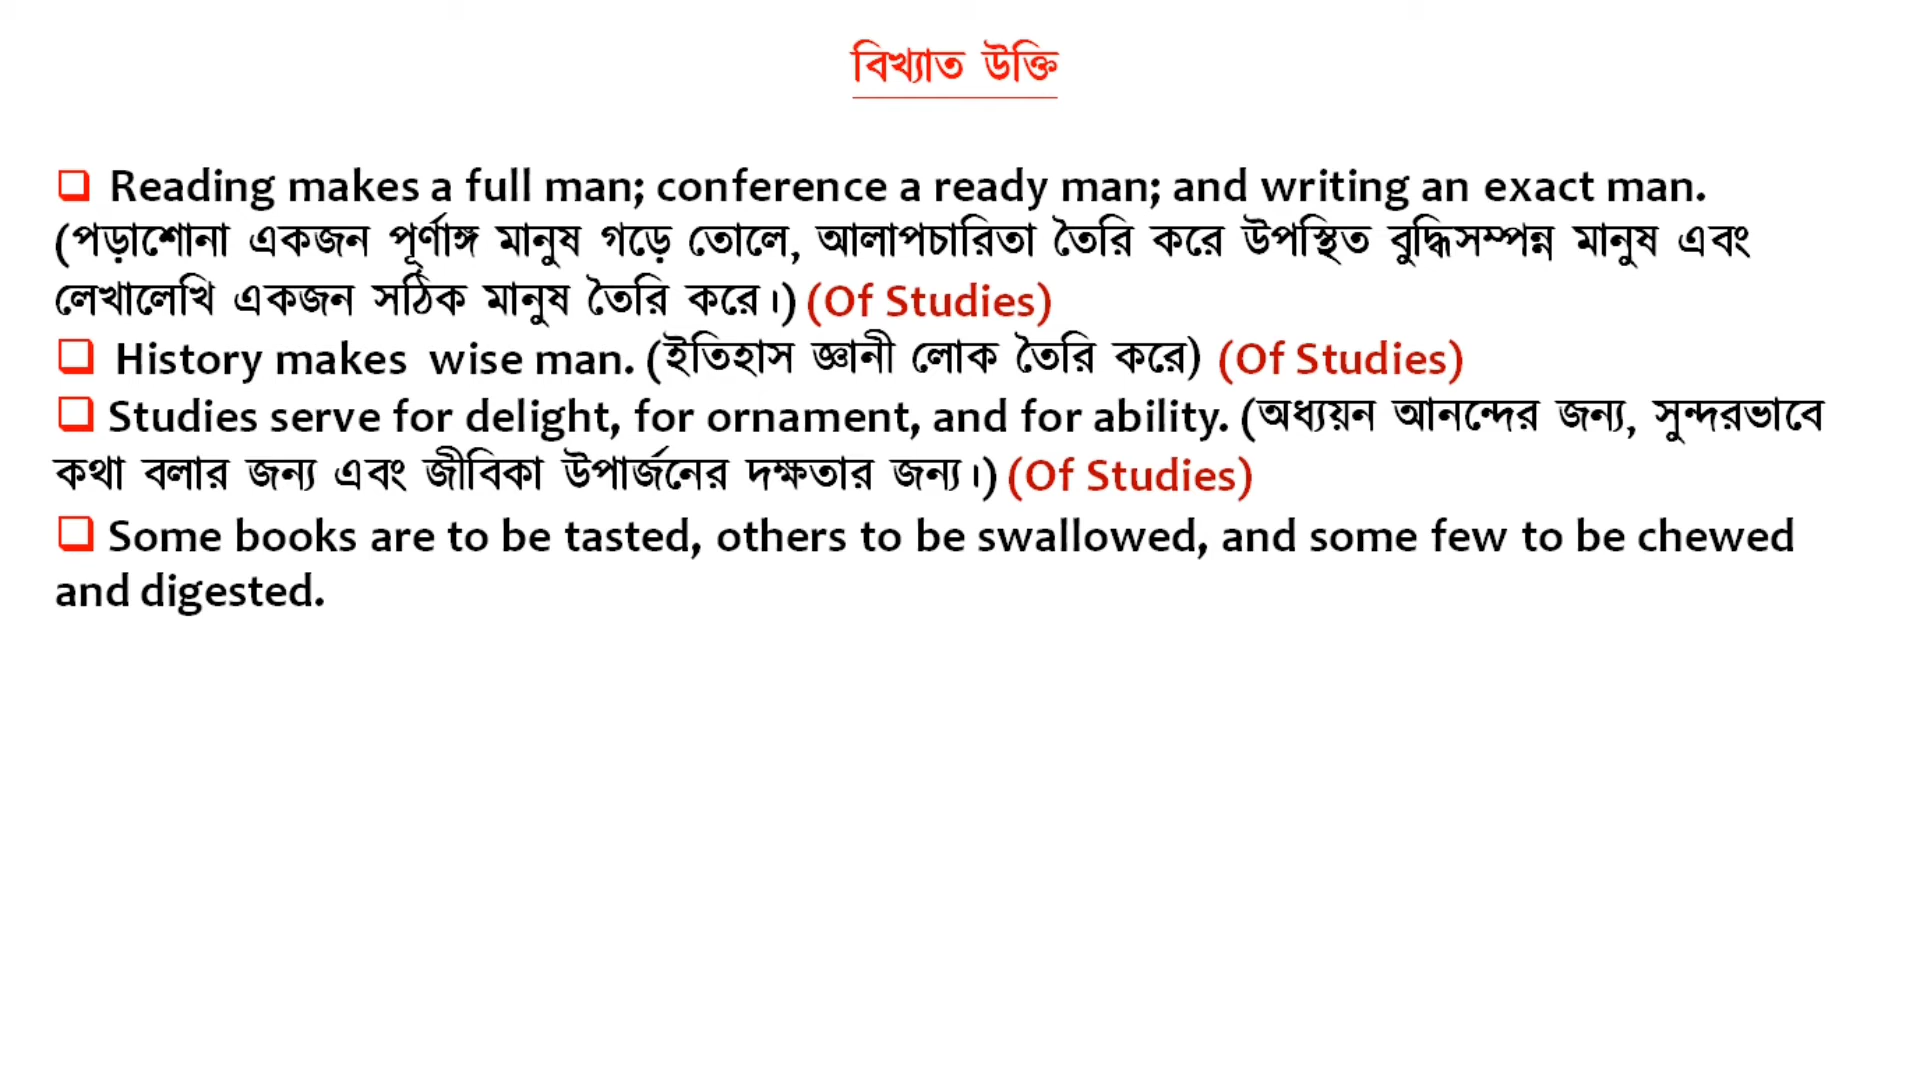 বিখ্যাত উক্তি
❑ Reading makes a full man; conference a ready man; and writing an exact man.
(পড়াশোনা একজন পূর্ণাঙ্গ মানুষ গড়ে তোলে, আলাপচারিতা তৈরি করে উপস্থিত বুদ্ধিসম্পন্ন মানুষ এবং
লেখালেখি একজন সঠিক মানুষ তৈরি করে।) (Of Studies)
❑ History makes wise man. (ইতিহাস জ্ঞানী লোক তৈরি করে) (Of Studies)
❑ Studies serve for delight, for ornament, and for ability. (অধ্যয়ন আনন্দের জন্য, সুন্দরভাবে
কথা বলার জন্য এবং জীবিকা উপার্জনের দক্ষতার জন্য।) (Of Studies)
❑ Some books are to be tasted, others to be swallowed, and some few to be chewed
and digested.